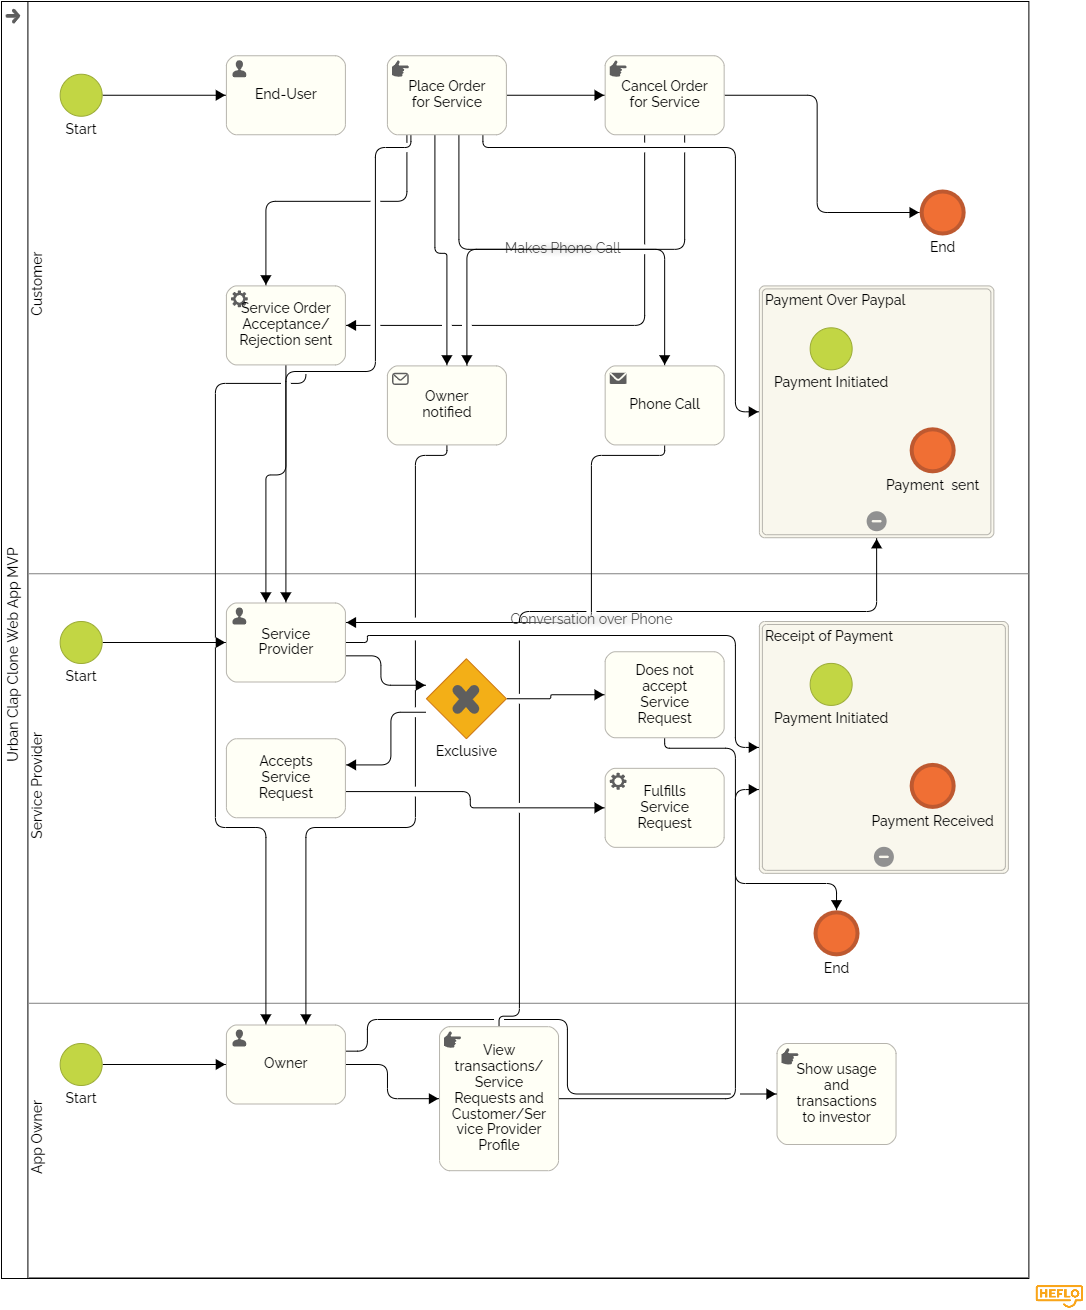 Urban Clap Clone Web App MVP
Customer
Start
End-User
Place Order
for Service
Cancel Order
for Service
End
Makes Phone Call
Service Order
Acceptance/
Rejection sent
Owner
notified
Phone Call
Payment Over Paypal
Payment Initiated
Payment sent
Service Provider
Start
Service
Provider
Conversation over Phone
Exclusive
Does not
accept
Service
Request
Accepts
Service
Request
Fulfills
Service
Request
Receipt of Payment
Payment Initiated
Payment Received
End
App Owner
Start
Owner
View
transactions/
Service
Requests and
Customer/Ser
vice Provider
Profile
Show usage
and
transactions
to investor
HEFLO